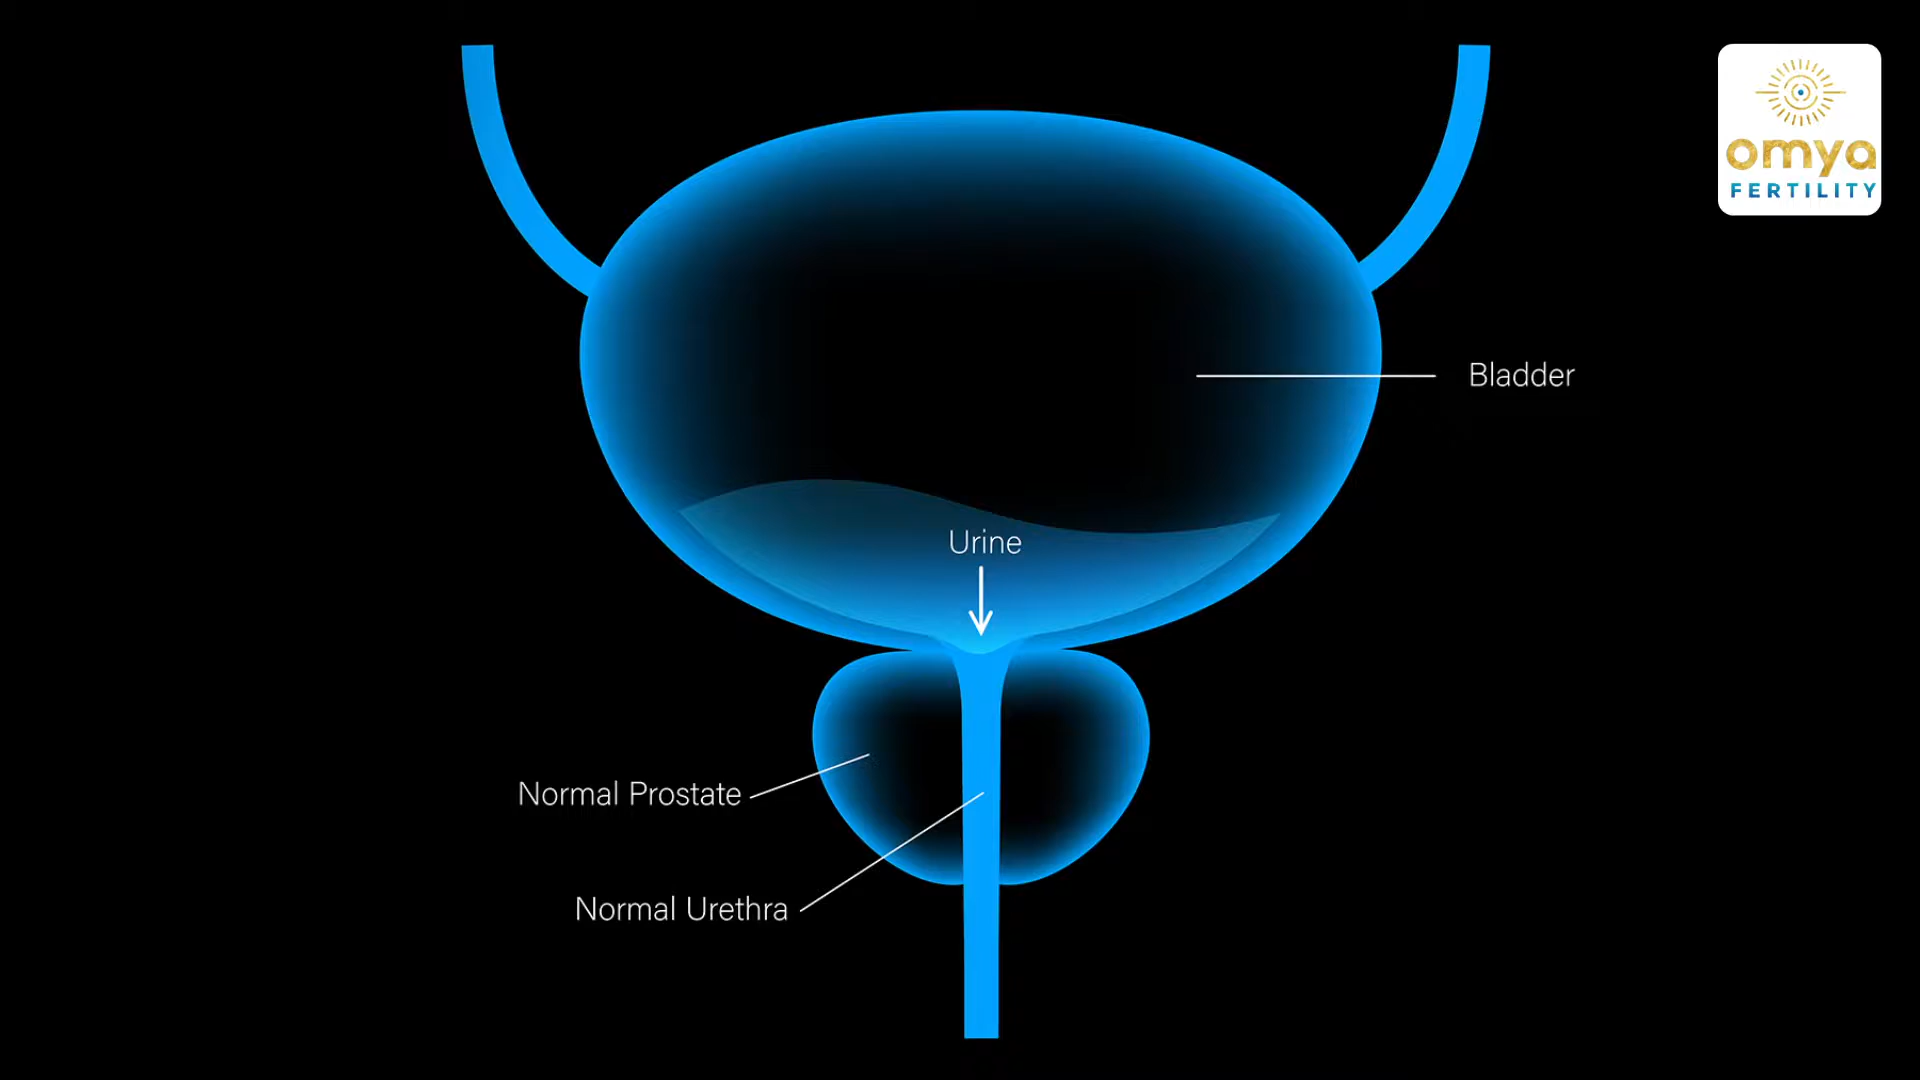 omya
FERTILITY
Bladder
Urine
Normal Prostate
Normal Urethra